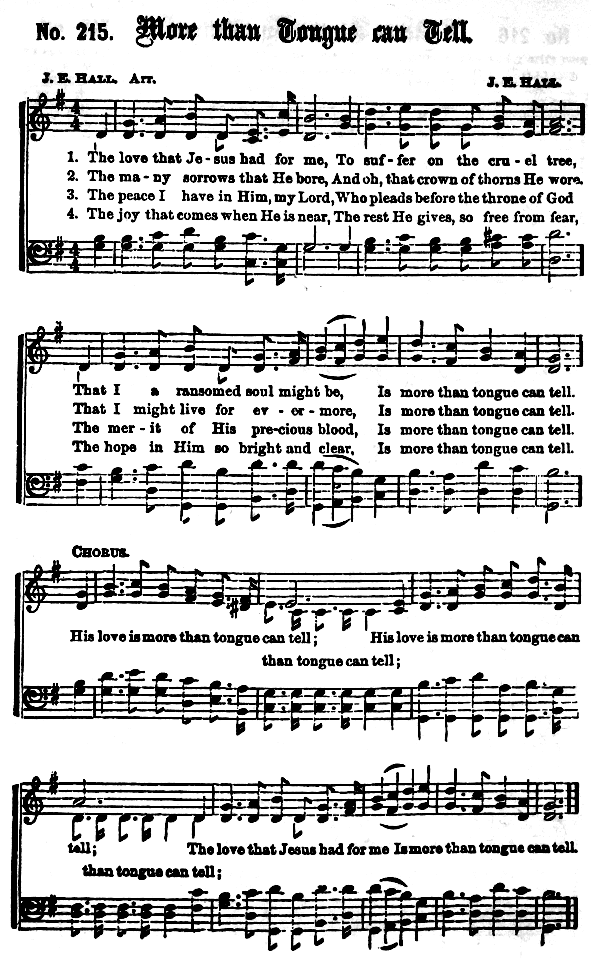 No. 215. More than Tongue can Tell.
J. E. HALL. Arr. J. E. HALL.
1. The love that Je - sus had for me, To suf - fer on the cru - el tree,
2. The ma - ny sorrows that He bore, And oh, that crown of thorns He wore.
3. The peace I have in Him, my Lord, Who pleads before the throne of God
4. The joy that comes when He is near, The rest He gives, so free from fear,
That I a ransomed soul might be, Is more than tongue can tell.
That I might live for ev - er - more, Is more than tongue can tell.
The mer - it of His pre-cious blood, Is more than tongue can tell.
The hope in Him so bright and clear, Is more than tongue can tell.
CHORUS.
His love is more than tongue can tell; His love is more than tongue can
than tongue can tell;
tell; The love that Jesus had for me Is more than tongue can tell.
than tongue can tell;